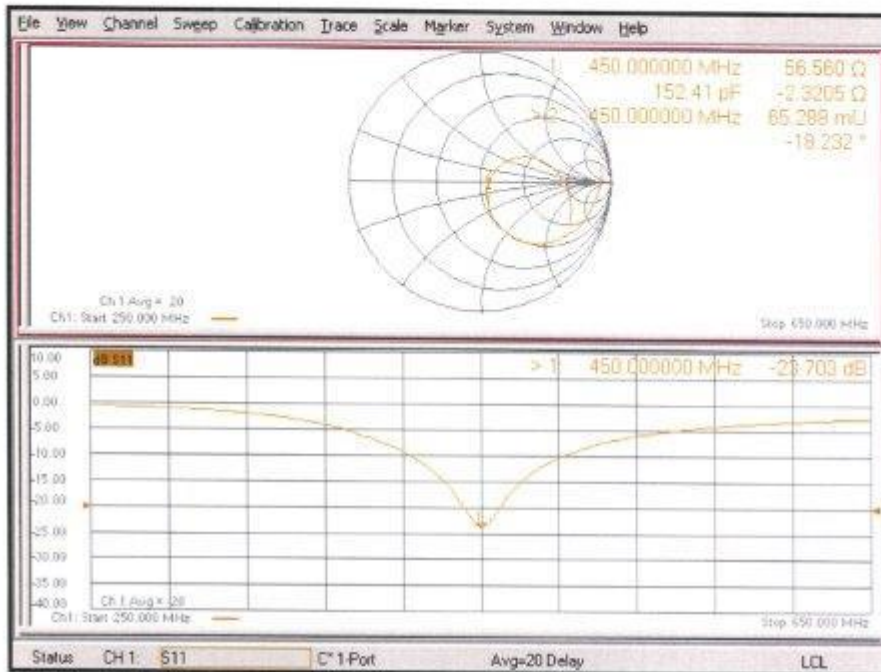 File View Channel Sweep Calibration Trace Scale Marker System Window Help
1: 450.000000 MHz 56.560 Ω
152.41 pF -2.3205 Ω
> 2: 450.000000 MHz 65.299 mU
-18.232 °
Ch 1 Avg = 20
Ch1: Start 250.000 MHz
Stop 650.000 MHz
10.00 dB S11
> 1: 450.000000 MHz -23.703 dB
5.00
0.00
-5.00
-10.00
-15.00
-20.00
-25.00
-30.00
-35.00
-40.00
Ch 1 Avg = 20
Ch1: Start 250.000 MHz
Stop 650.000 MHz
Status CH 1: S11 C* 1-Port Avg=20 Delay LCL